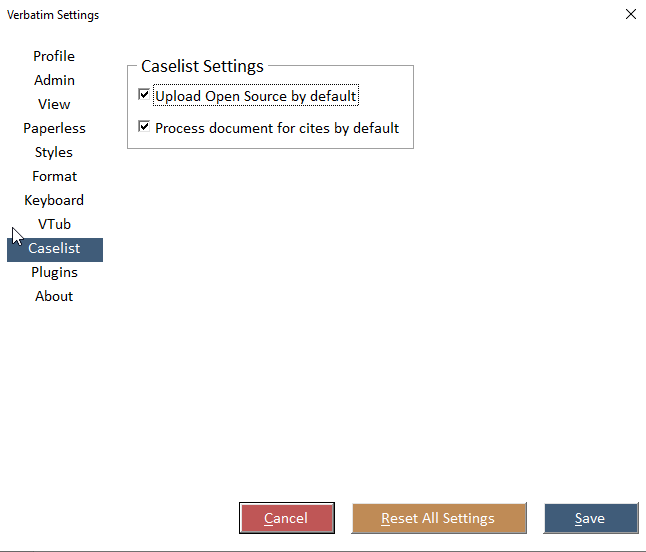 Verbatim Settings
Profile
Admin
View
Paperless
Styles
Format
Keyboard
VTub
Caselist
Plugins
About
Caselist Settings
Upload Open Source by default
Process document for cites by default
Cancel
Reset All Settings
Save